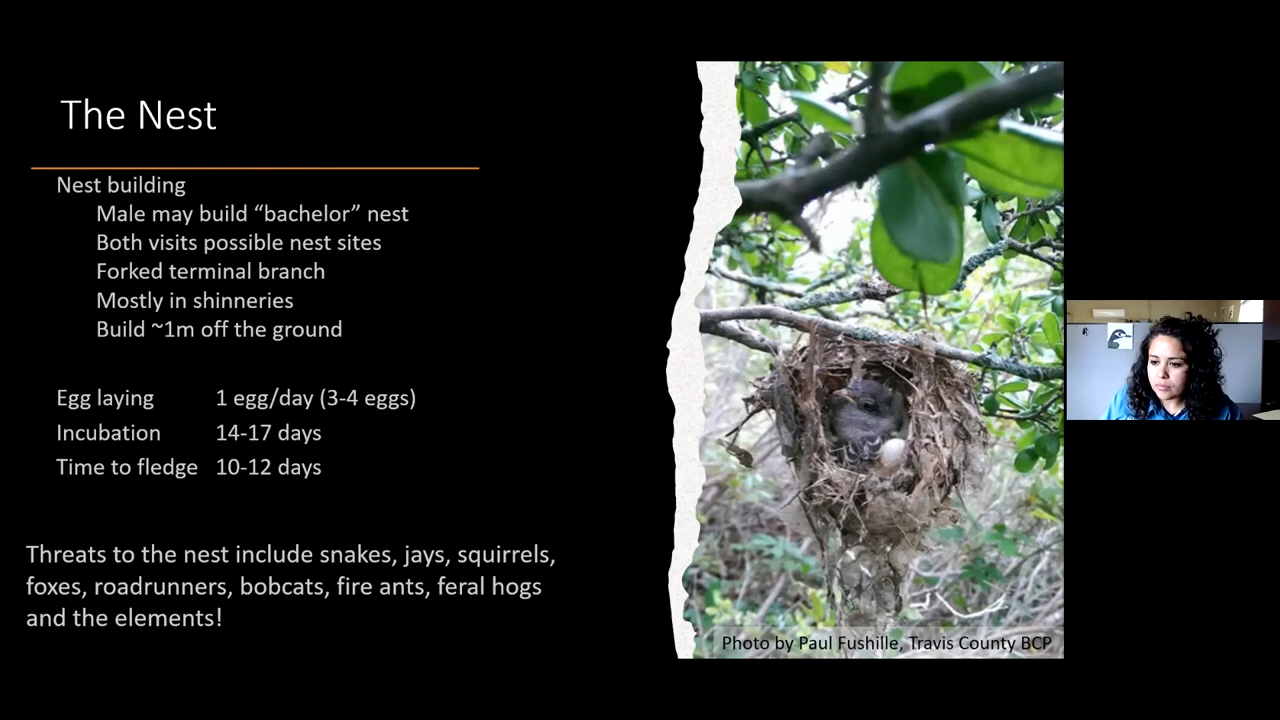 The Nest
Nest building
Male may build “bachelor” nest
Both visits possible nest sites
Forked terminal branch
Mostly in shinneries
Build ~1m off the ground
Egg laying 1 egg/day (3-4 eggs)
Incubation 14-17 days
Time to fledge 10-12 days
Threats to the nest include snakes, jays, squirrels,
foxes, roadrunners, bobcats, fire ants, feral hogs
and the elements!
Photo by Paul Fushille, Travis County BCP